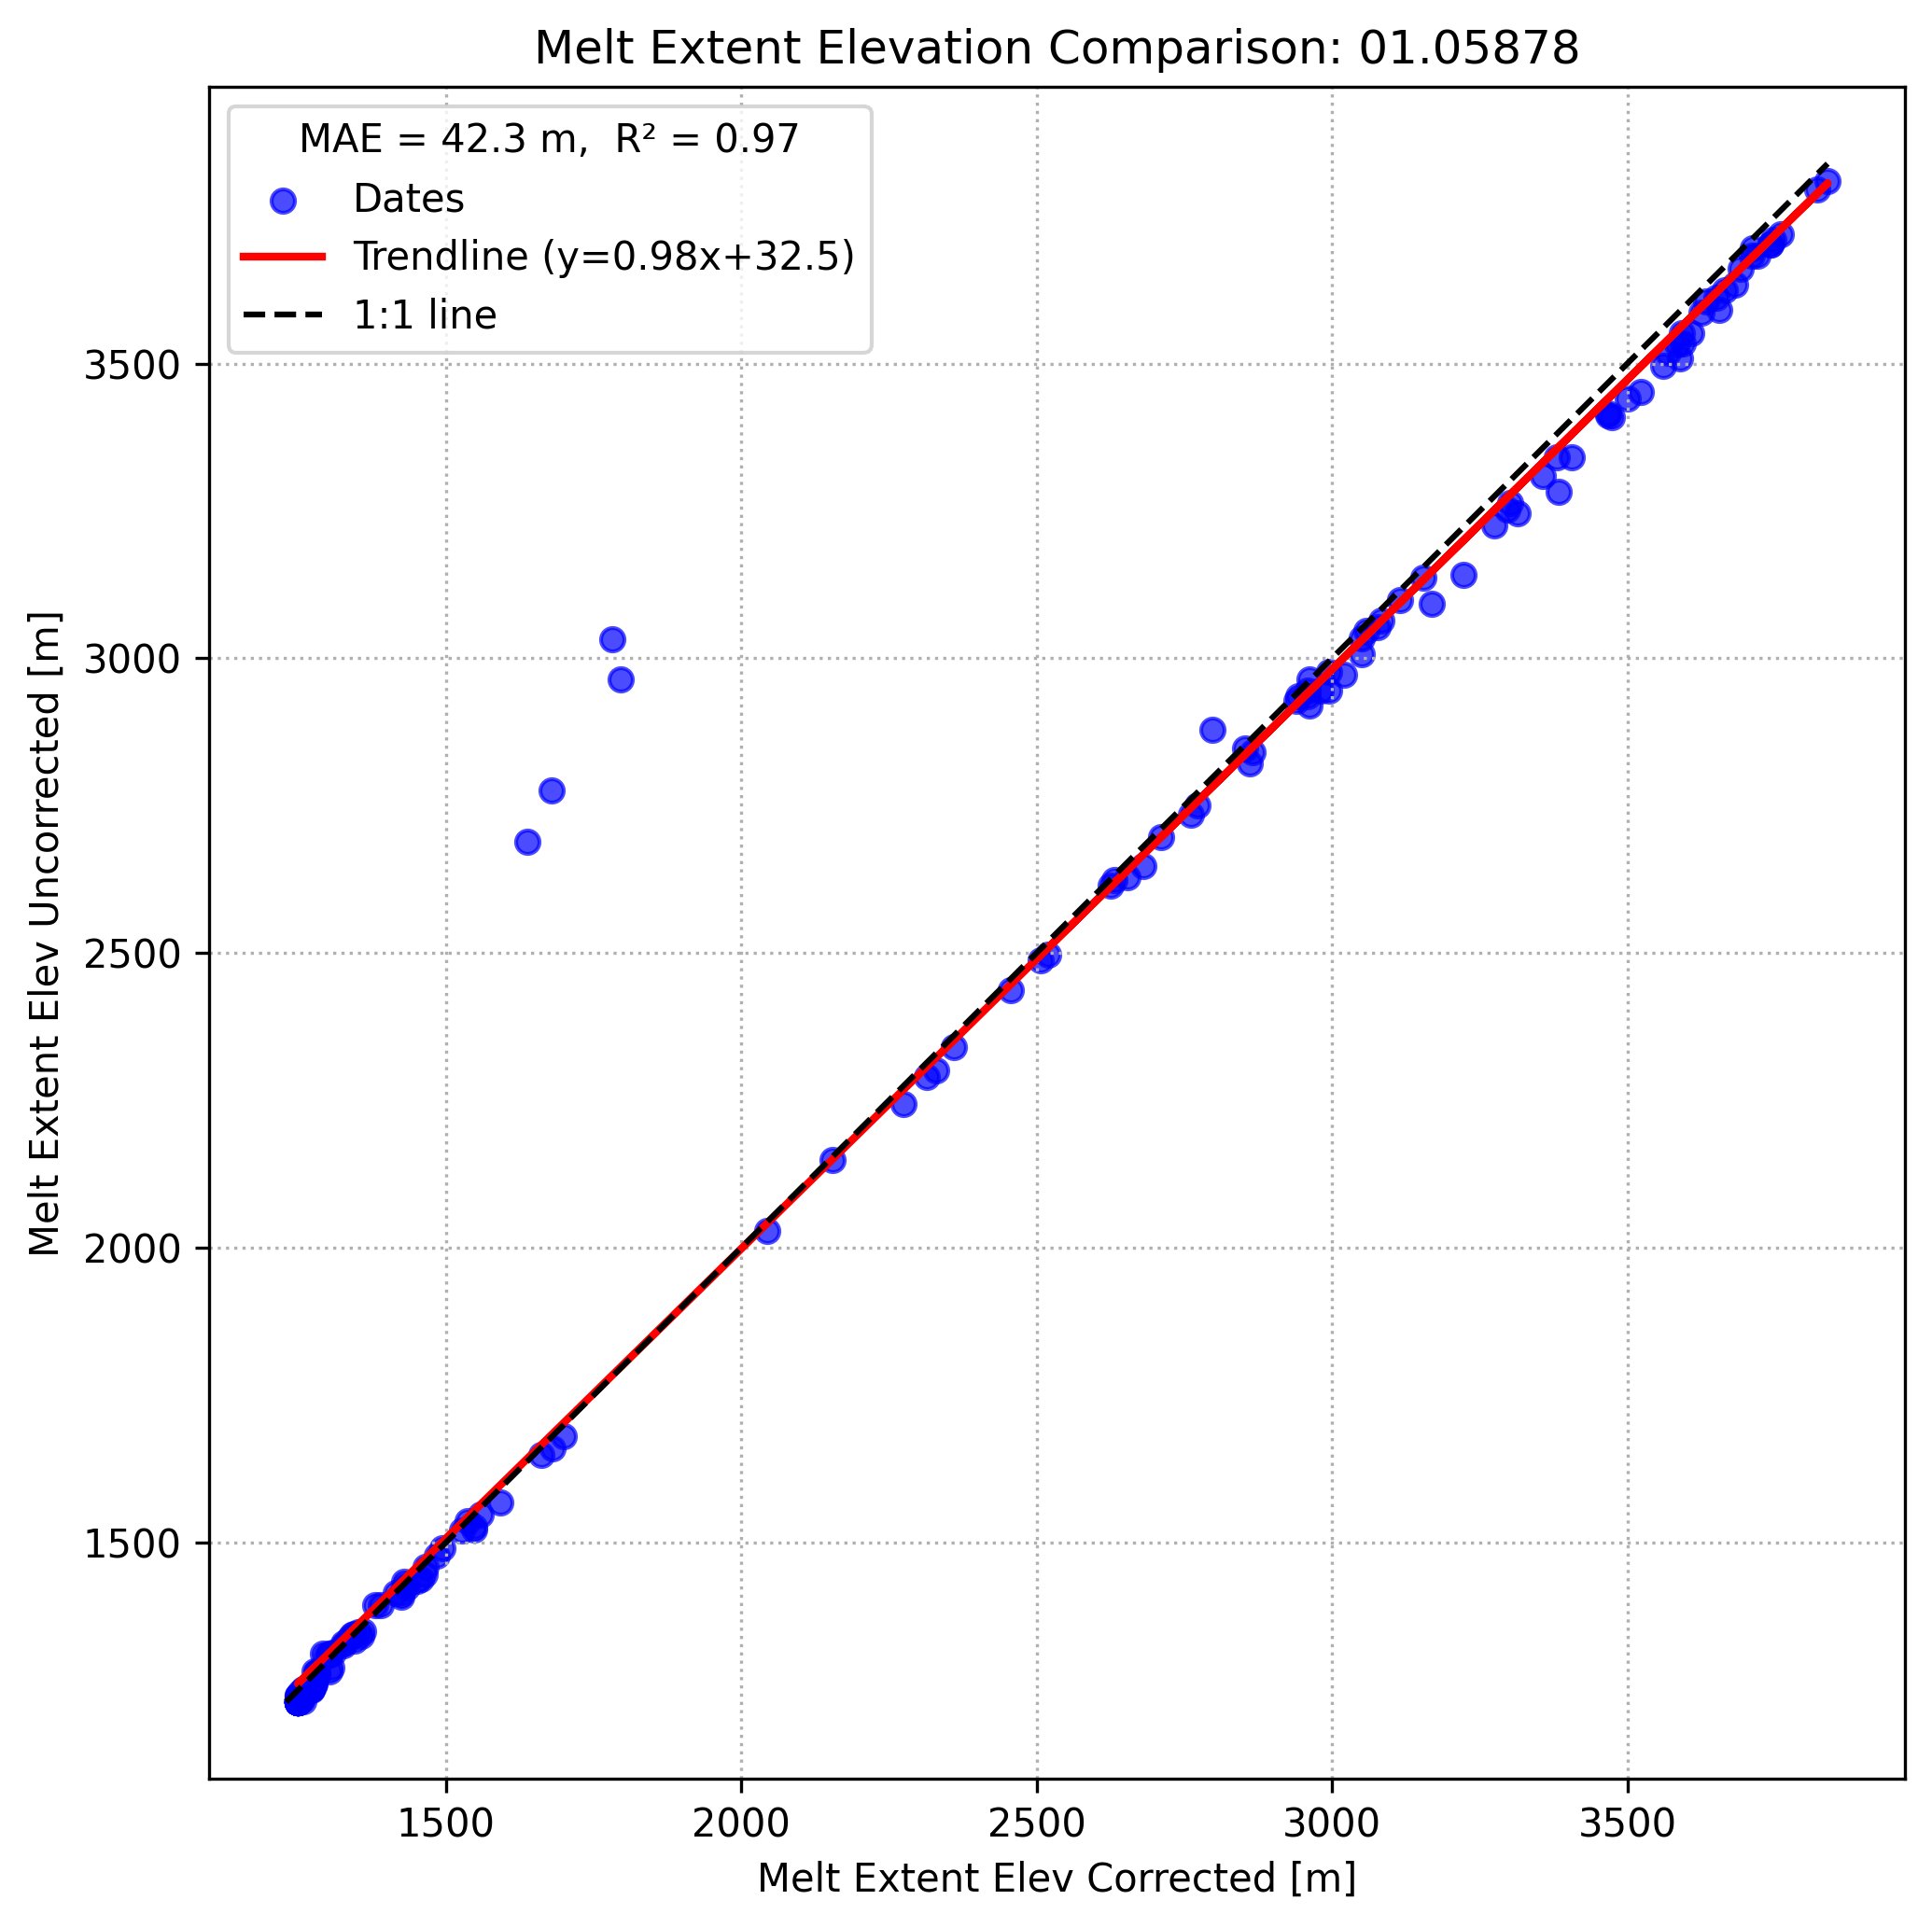 Melt Extent Elevation Comparison: 01.05878
MAE = 42.3 m,  R² = 0.97
Dates
Trendline (y=0.98x+32.5)
1:1 line
Melt Extent Elev Uncorrected [m]
3500
3000
2500
2000
1500
1500
2000
2500
3000
3500
Melt Extent Elev Corrected [m]